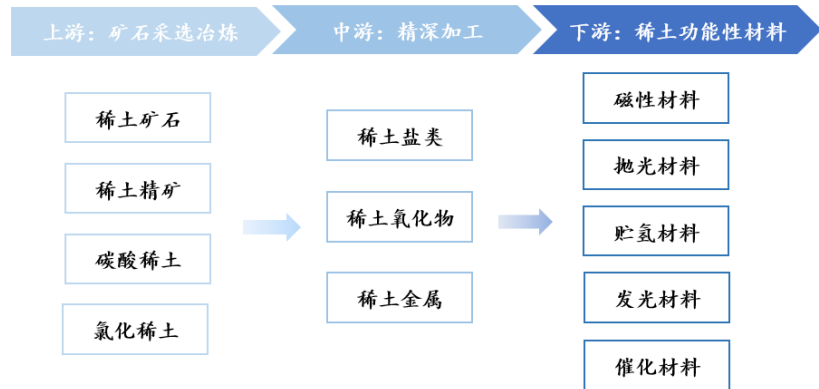 上游：矿石采选冶炼
中游：精深加工
下游：稀土功能性材料
稀土矿石
稀土精矿
碳酸稀土
氯化稀土
稀土盐类
稀土氧化物
稀土金属
磁性材料
抛光材料
贮氢材料
发光材料
催化材料